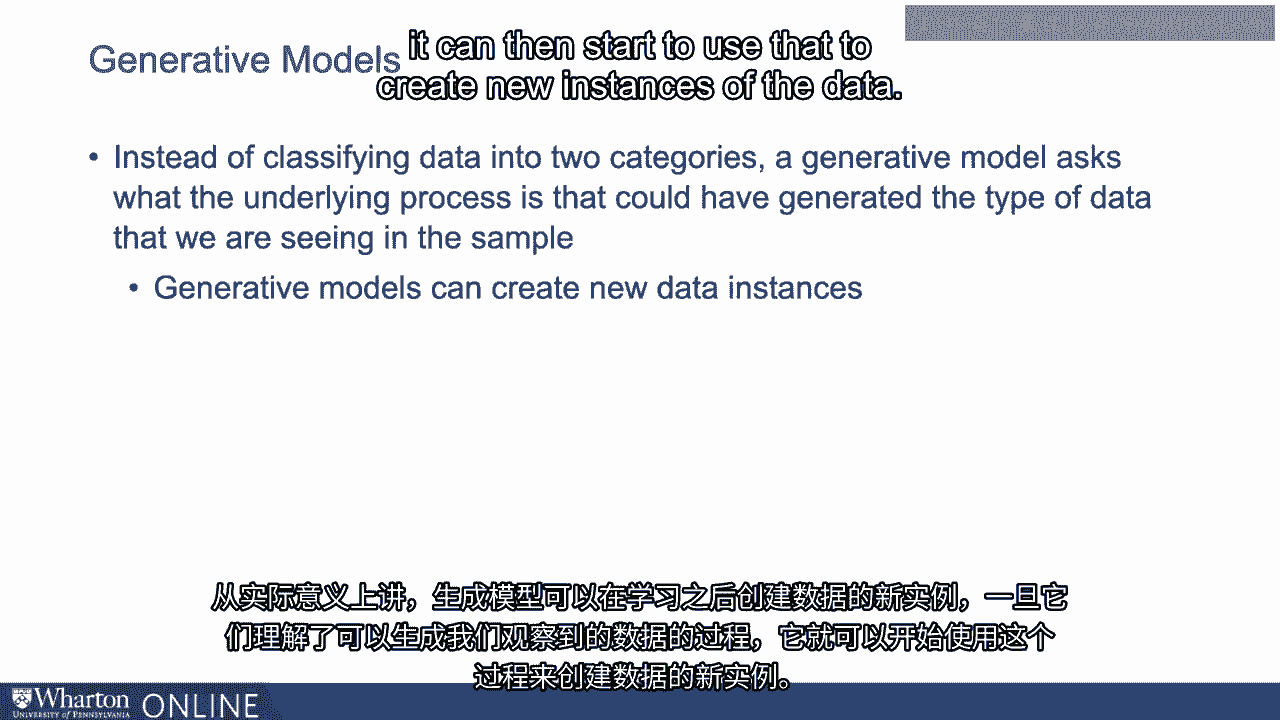 it can then start to use that to
create new instances of the data.
Generative Models
• Instead of classifying data into two categories, a generative model asks
what the underlying process is that could have generated the type of data
that we are seeing in the sample
• Generative models can create new data instances
从实际意义上讲，生成模型可以在学习之后创建数据的新实例，一旦它
们理解了可以生成我们观察到的数据的过程，它就可以开始使用这个
过程来创建数据的新实例。
Wharton ONLINE
UNIVERSITY of PENNSYLVANIA